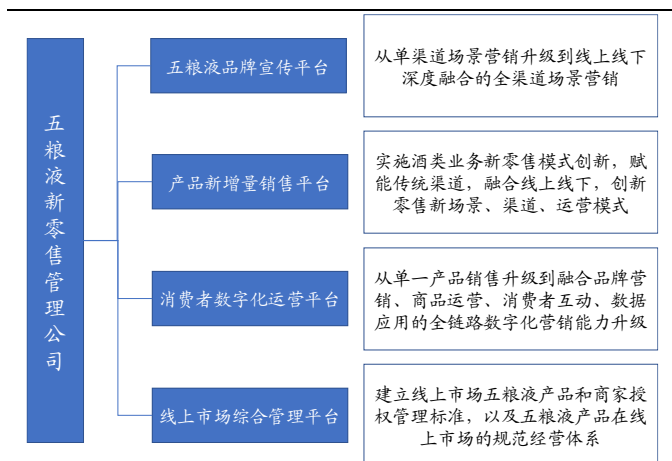 五粮液新零售管理公司
五粮液品牌宣传平台
从单渠道场景营销升级到线上线下
深度融合的全渠道场景营销
产品新增量销售平台
实施酒类业务新零售模式创新，赋
能传统渠道，融合线上线下，创新
零售新场景、渠道、运营模式
消费者数字化运营平台
从单一产品销售升级到融合品牌营
销、商品运营、消费者互动、数据
应用的全链路数字化营销能力升级
线上市场综合管理平台
建立线上市场五粮液产品和商家授
权管理标准，以及五粮液产品在线
上市场的规范经营体系